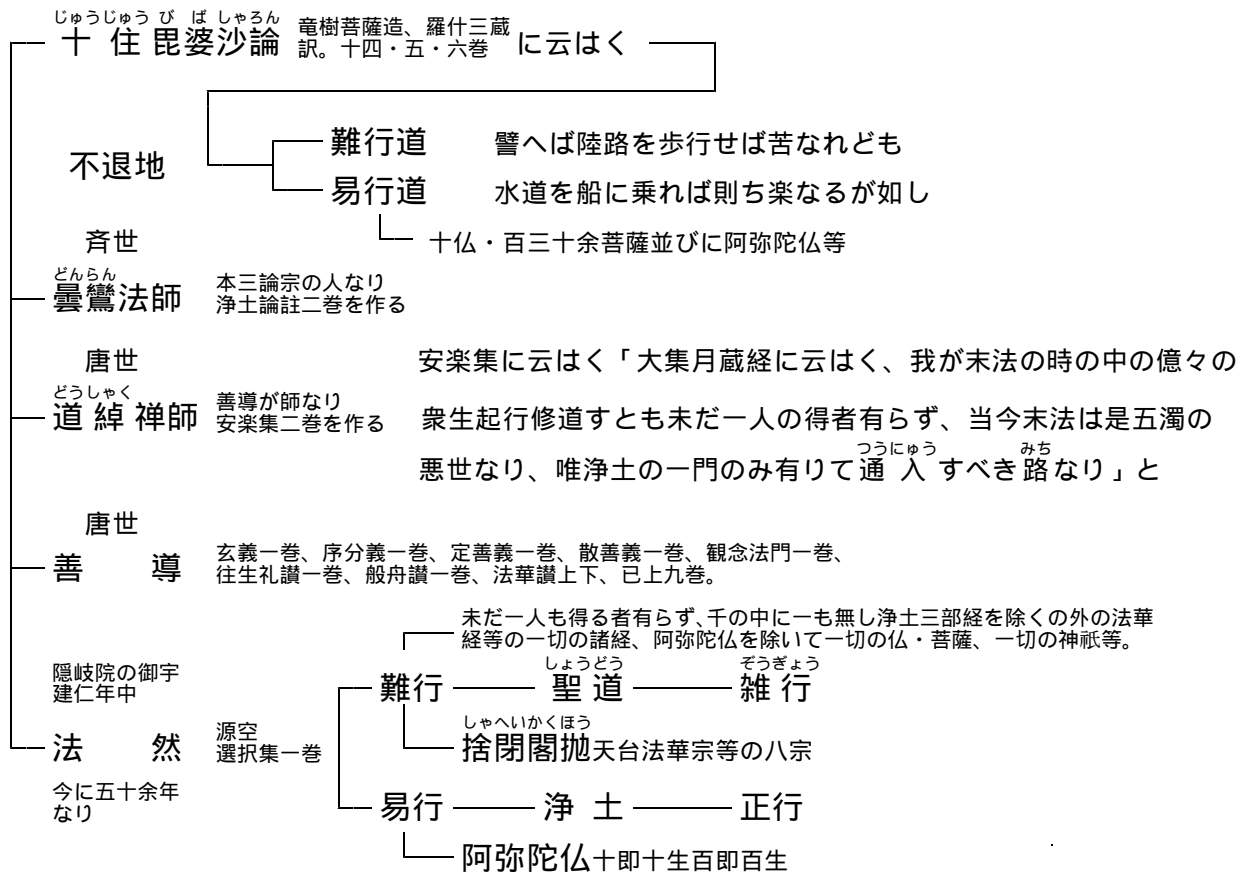 じゅうじゅうびばしゃろん
十住毘婆沙論 竜樹菩薩造、羅什三蔵
訳。十四・五・六巻 に云はく
難行道 譬へば陸路を歩行せば苦なれども
不退地
易行道 水道を船に乗れば則ち楽なるが如し
十仏・百三十余菩薩並びに阿弥陀仏等
斉世
どんらん
曇鸞法師 本三論宗の人なり
浄土論註二巻を作る
唐世
どうしゃく
道綽禅師 善導が師なり
安楽集二巻を作る
安楽集に云はく「大集月蔵経に云はく、我が末法の時の中の億々の
衆生起行修道すとも未だ一人の得者有らず、当今末法は是五濁の
つうにゅう みち
悪世なり、唯浄土の一門のみ有りて通入すべき路なり」と
唐世
善導 玄義一巻、序分義一巻、定善義一巻、散善義一巻、観念法門一巻、
往生礼讃一巻、般舟讃一巻、法華讃上下、已上九巻。
隠岐院の御宇
建仁年中
法然 源空
選択集一巻
今に五十余年
なり
未だ一人も得る者有らず、千の中に一も無し浄土三部経を除くの外の法華
経等の一切の諸経、阿弥陀仏を除いて一切の仏・菩薩、一切の神祇等。
しょうどう ぞうぎょう
難行 聖道 雑行
しゃへいかくほう
捨閉閣抛天台法華宗等の八宗
易行 浄土 正行
阿弥陀仏十即十生百即百生